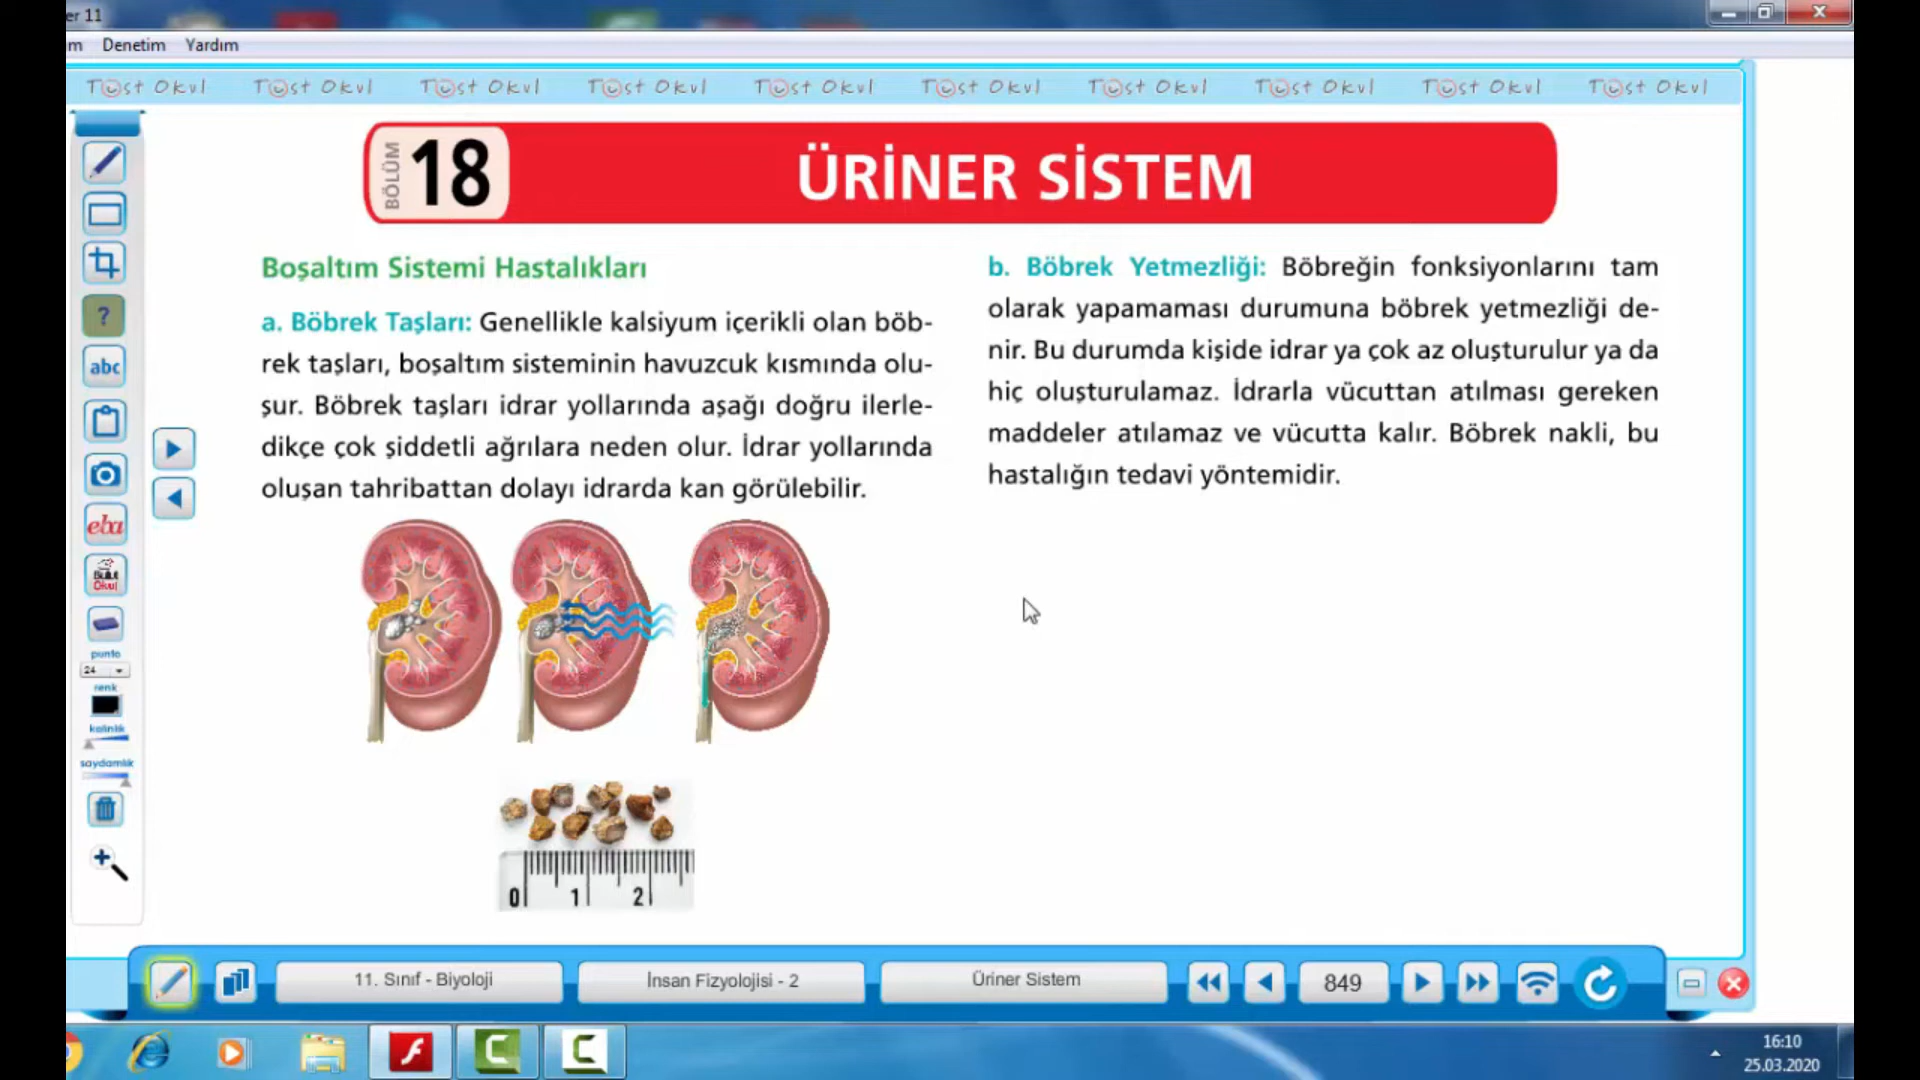 er 11
m Denetim Yardım
Test Okul Test Okul Test Okul Test Okul Test Okul Test Okul Test Okul Test Okul Test Okul Test Okul
BÖLÜM 18
ÜRİNER SİSTEM
Boşaltım Sistemi Hastalıkları
a. Böbrek Taşları: Genellikle kalsiyum içerikli olan böb-
rek taşları, boşaltım sisteminin havuzcuk kısmında olu-
şur. Böbrek taşları idrar yollarında aşağı doğru ilerle-
dikçe çok şiddetli ağrılara neden olur. İdrar yollarında
oluşan tahribattan dolayı idrarda kan görülebilir.
b. Böbrek Yetmezliği: Böbreğin fonksiyonlarını tam
olarak yapamaması durumuna böbrek yetmezliği de-
nir. Bu durumda kişide idrar ya çok az oluşturulur ya da
hiç oluşturulamaz. İdrarla vücuttan atılması gereken
maddeler atılamaz ve vücutta kalır. Böbrek nakli, bu
hastalığın tedavi yöntemidir.
0 1 2
?
abc
eba
Bulut
Okul
punto
24
renk
kalınlık
saydamlık
11. Sınıf - Biyoloji
İnsan Fizyolojisi - 2
Üriner Sistem
849
16:10
25.03.2020